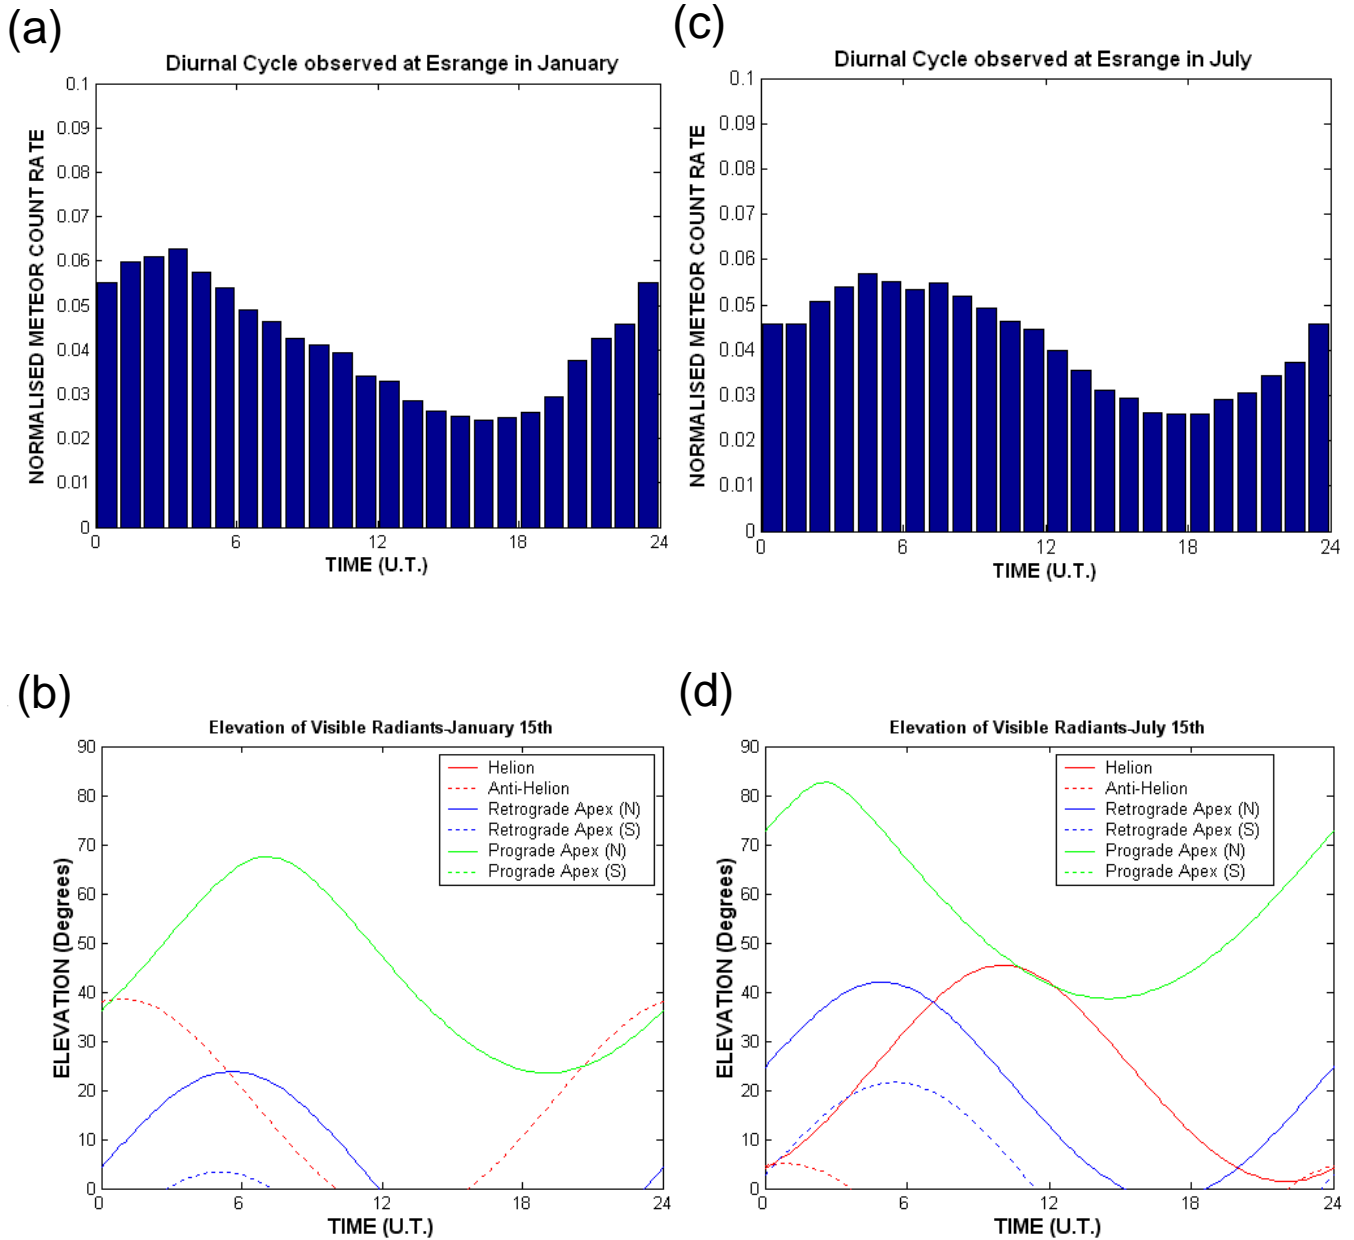 (a)
Diurnal Cycle observed at Esrange in January
NORMALISED METEOR COUNT RATE
0.1
0.09
0.08
0.07
0.06
0.05
0.04
0.03
0.02
0.01
0
0 6 12 18 24
TIME (U.T.)
(c)
Diurnal Cycle observed at Esrange in July
NORMALISED METEOR COUNT RATE
0.1
0.09
0.08
0.07
0.06
0.05
0.04
0.03
0.02
0.01
0
0 6 12 18 24
TIME (U.T.)
(b)
Elevation of Visible Radiants-January 15th
ELEVATION (Degrees)
90
80
70
60
50
40
30
20
10
0
Helion
Anti-Helion
Retrograde Apex (N)
Retrograde Apex (S)
Prograde Apex (N)
Prograde Apex (S)
0 6 12 18 24
TIME (U.T.)
(d)
Elevation of Visible Radiants-July 15th
ELEVATION (Degrees)
90
80
70
60
50
40
30
20
10
0
Helion
Anti-Helion
Retrograde Apex (N)
Retrograde Apex (S)
Prograde Apex (N)
Prograde Apex (S)
0 6 12 18 24
TIME (U.T.)